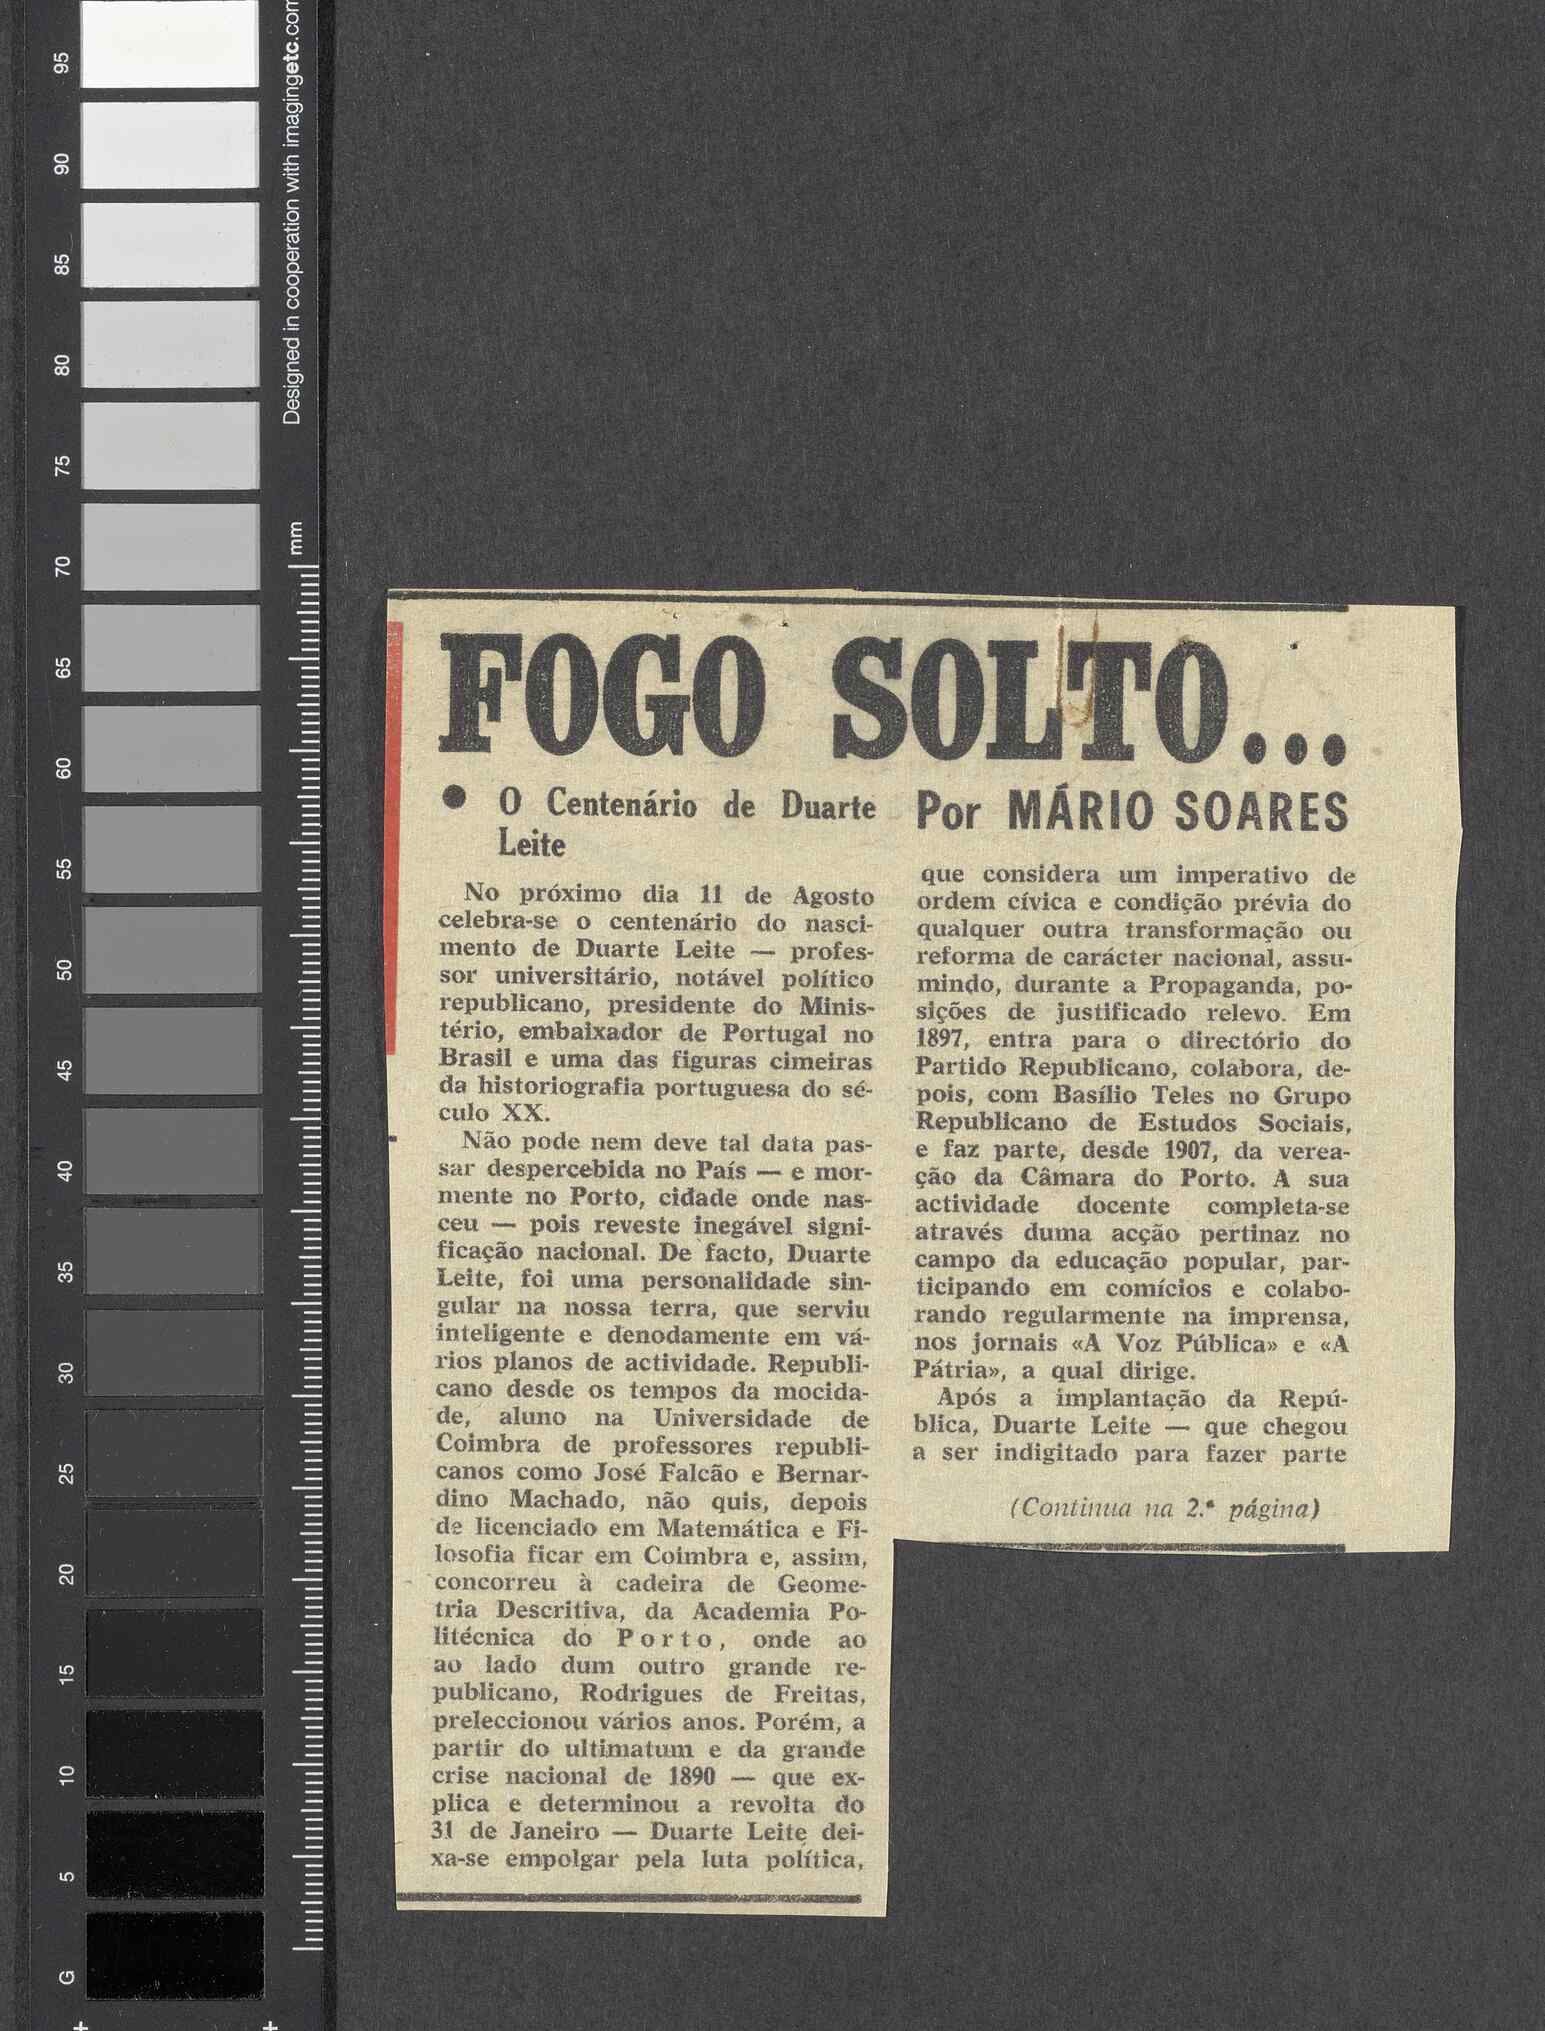 FOGO SOLTO...
● O Centenário de Duarte
Leite
Por MÁRIO SOARES
No próximo dia 11 de Agosto
celebra-se o centenário do nasci-
mento de Duarte Leite — profes-
sor universitário, notável político
republicano, presidente do Minis-
tério, embaixador de Portugal no
Brasil e uma das figuras cimeiras
da historiografia portuguesa do sé-
culo XX.
Não pode nem deve tal data pas-
sar despercebida no País — e mor-
mente no Porto, cidade onde nas-
ceu — pois reveste inegável signi-
ficação nacional. De facto, Duarte
Leite, foi uma personalidade sin-
gular na nossa terra, que serviu
inteligente e denodamente em vá-
rios planos de actividade. Republi-
cano desde os tempos da mocida-
de, aluno na Universidade de
Coimbra de professores republi-
canos como José Falcão e Bernar-
dino Machado, não quis, depois
de licenciado em Matemática e Fi-
losofia ficar em Coimbra e, assim,
concorreu à cadeira de Geome-
tria Descritiva, da Academia Po-
litécnica do Porto, onde ao
ao lado dum outro grande re-
publicano, Rodrigues de Freitas,
preleccionou vários anos. Porém, a
partir do ultimatum e da grande
crise nacional de 1890 — que ex-
plica e determinou a revolta do
31 de Janeiro — Duarte Leite dei-
xa-se empolgar pela luta política,
que considera um imperativo de
ordem cívica e condição prévia do
qualquer outra transformação ou
reforma de carácter nacional, assu-
mindo, durante a Propaganda, po-
sições de justificado relevo. Em
1897, entra para o directório do
Partido Republicano, colabora, de-
pois, com Basílio Teles no Grupo
Republicano de Estudos Sociais,
e faz parte, desde 1907, da verea-
ção da Câmara do Porto. A sua
actividade docente completa-se
através duma acção pertinaz no
campo da educação popular, par-
ticipando em comícios e colabo-
rando regularmente na imprensa,
nos jornais «A Voz Pública» e «A
Pátria», a qual dirige.
Após a implantação da Repú-
blica, Duarte Leite — que chegou
a ser indigitado para fazer parte
(Continua na 2.ª página)
Designed in cooperation with imagingetc.com
mm
95
90
85
80
75
70
65
60
55
50
45
40
35
30
25
20
15
10
5
G